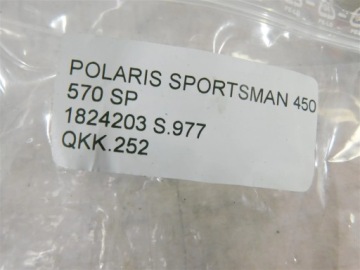 POLARIS SPORTSMAN 450
570 SP
1824203 S.977
QKK.252